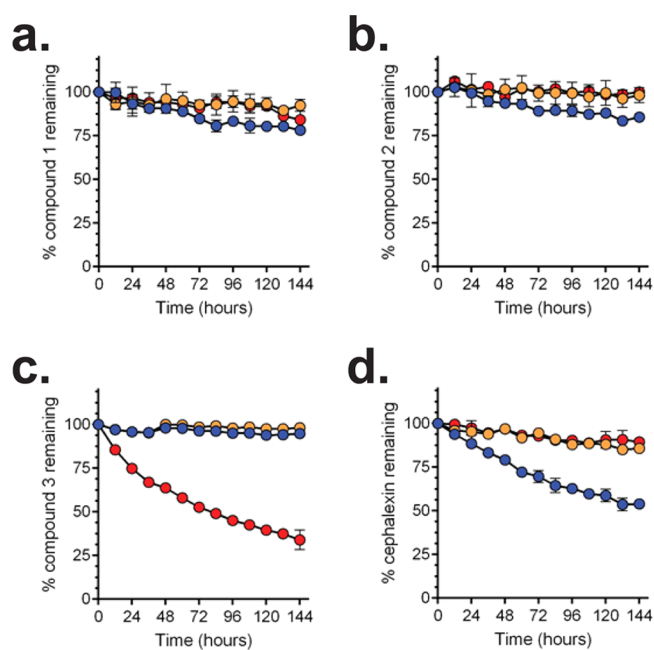 a.
% compound 1 remaining
100
75
50
25
0
0 24 48 72 96 120 144
Time (hours)
b.
% compound 2 remaining
100
75
50
25
0
0 24 48 72 96 120 144
Time (hours)
c.
% compound 3 remaining
100
75
50
25
0
0 24 48 72 96 120 144
Time (hours)
d.
% cephalexin remaining
100
75
50
25
0
0 24 48 72 96 120 144
Time (hours)